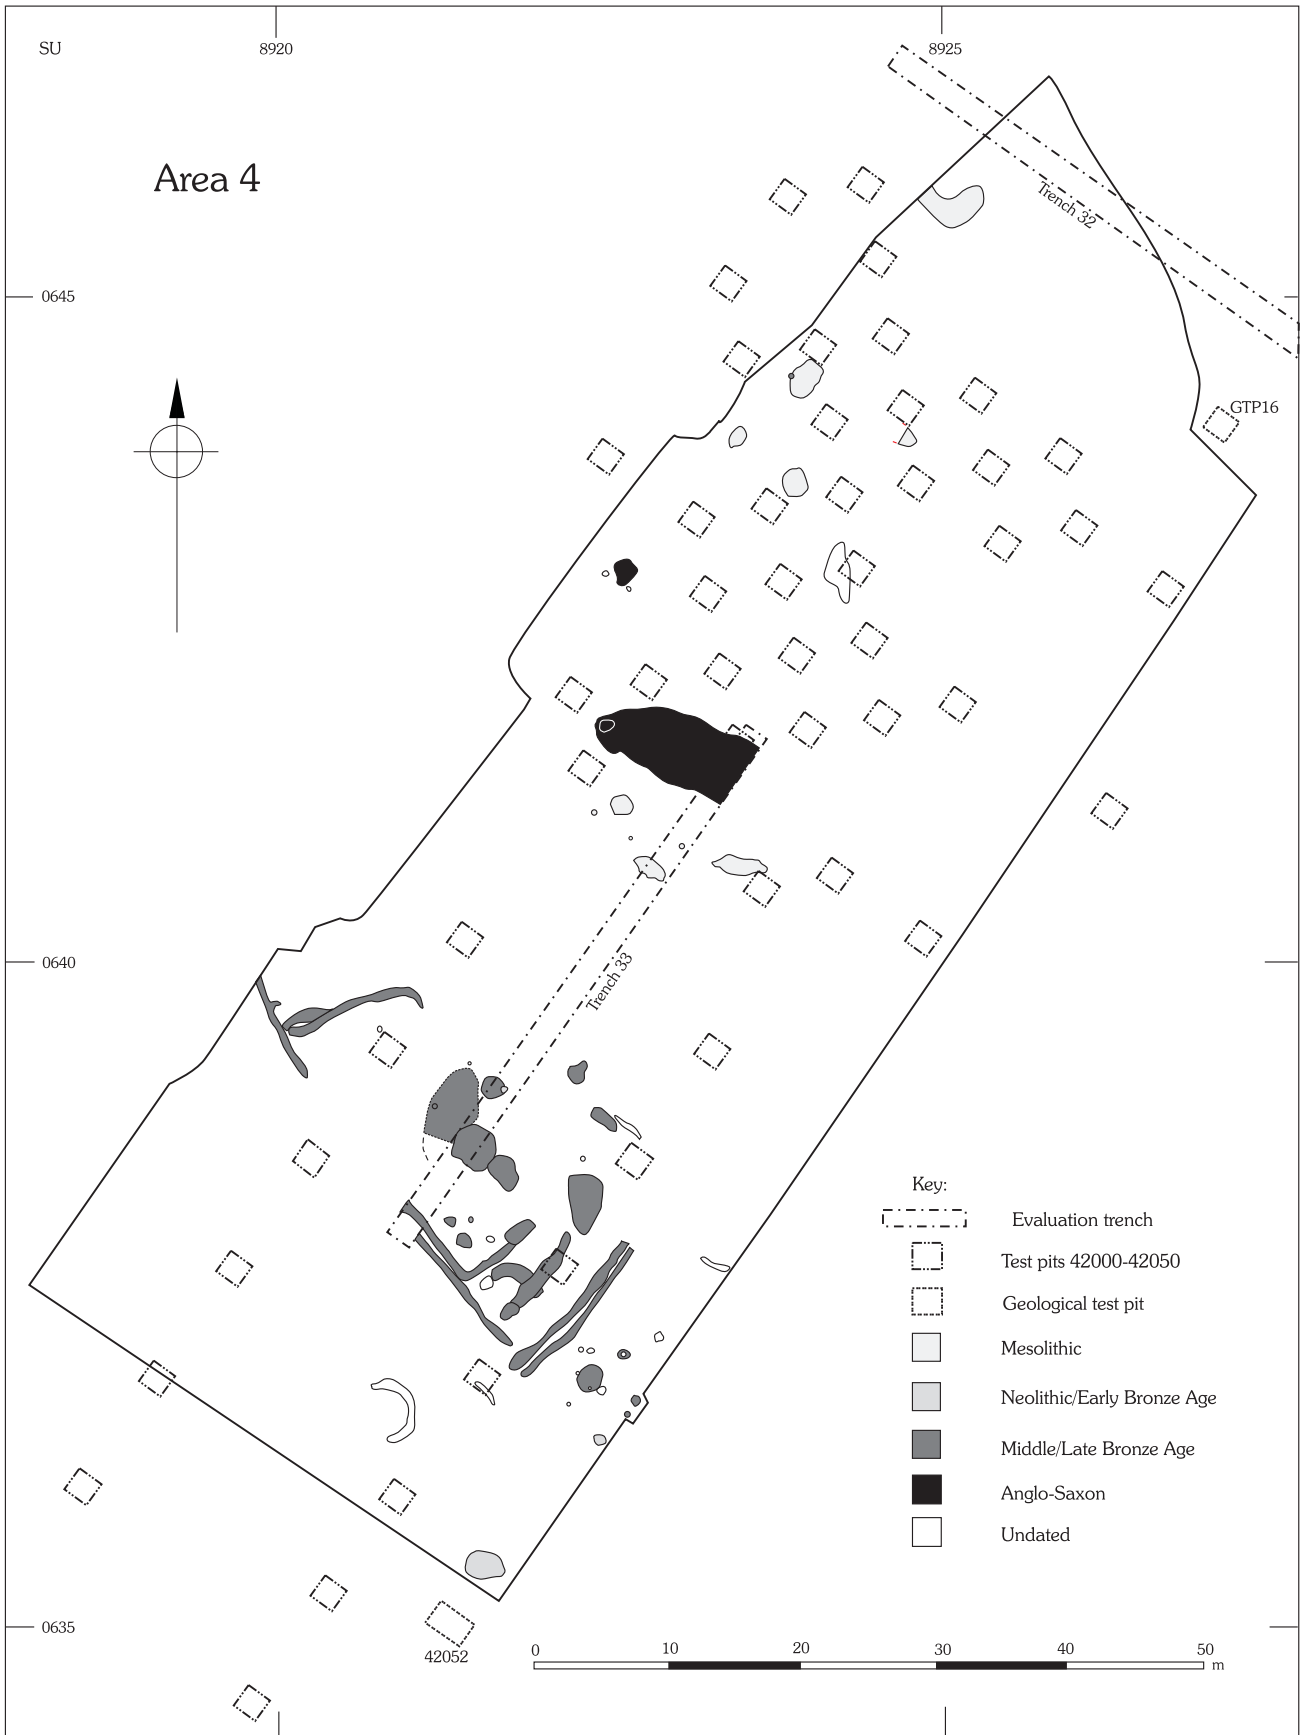 SU
8920
8925
Area 4
Trench 32
0645
GTP16
0640
Trench 33
Key:
Evaluation trench
Test pits 42000-42050
Geological test pit
Mesolithic
Neolithic/Early Bronze Age
Middle/Late Bronze Age
Anglo-Saxon
Undated
0635
42052
0 10 20 30 40 50 m